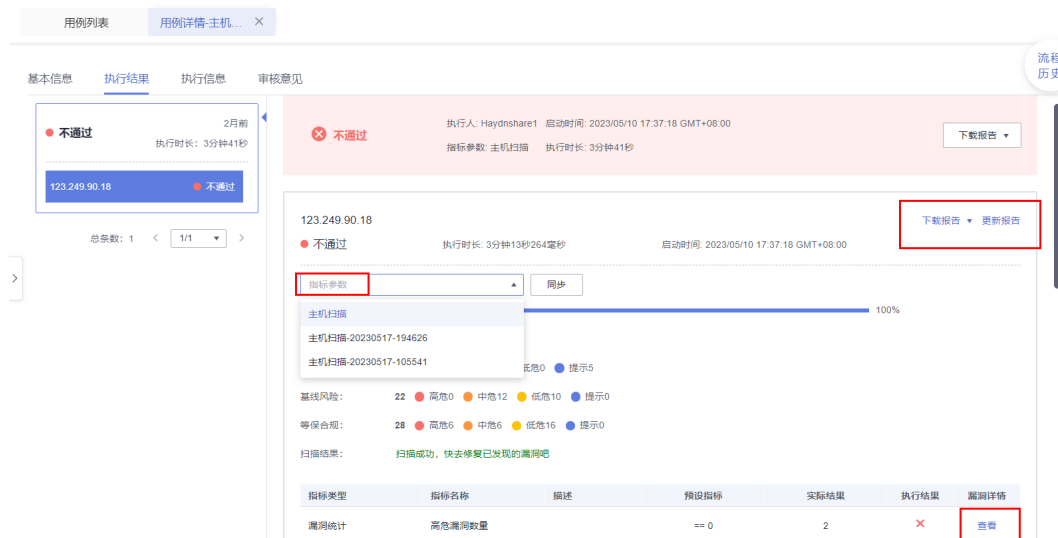 用例列表 用例详情-主机...
流程
历史
基本信息 执行结果 执行信息 审核意见
不通过 2月前
执行时长：3分钟41秒
123.249.90.18 不通过
总条数：1 1/1
不通过
执行人: Haydnshare1 启动时间: 2023/05/10 17:37:18 GMT+08:00
指标参数: 主机扫描 执行时长: 3分钟41秒
下载报告
123.249.90.18
下载报告 更新报告
不通过 执行时长: 3分钟13秒264毫秒 启动时间: 2023/05/10 17:37:18 GMT+08:00
指标参数 同步
主机扫描
100%
主机扫描-20230517-194626
主机扫描-20230517-105541
低危0 提示5
基线风险: 22 高危0 中危12 低危10 提示0
等保合规: 28 高危6 中危6 低危16 提示0
扫描结果: 扫描成功，快去修复已发现的漏洞吧
指标类型 指标名称 描述 预设指标 实际结果 执行结果 漏洞详情
漏洞统计 高危漏洞数量 == 0 2 查看